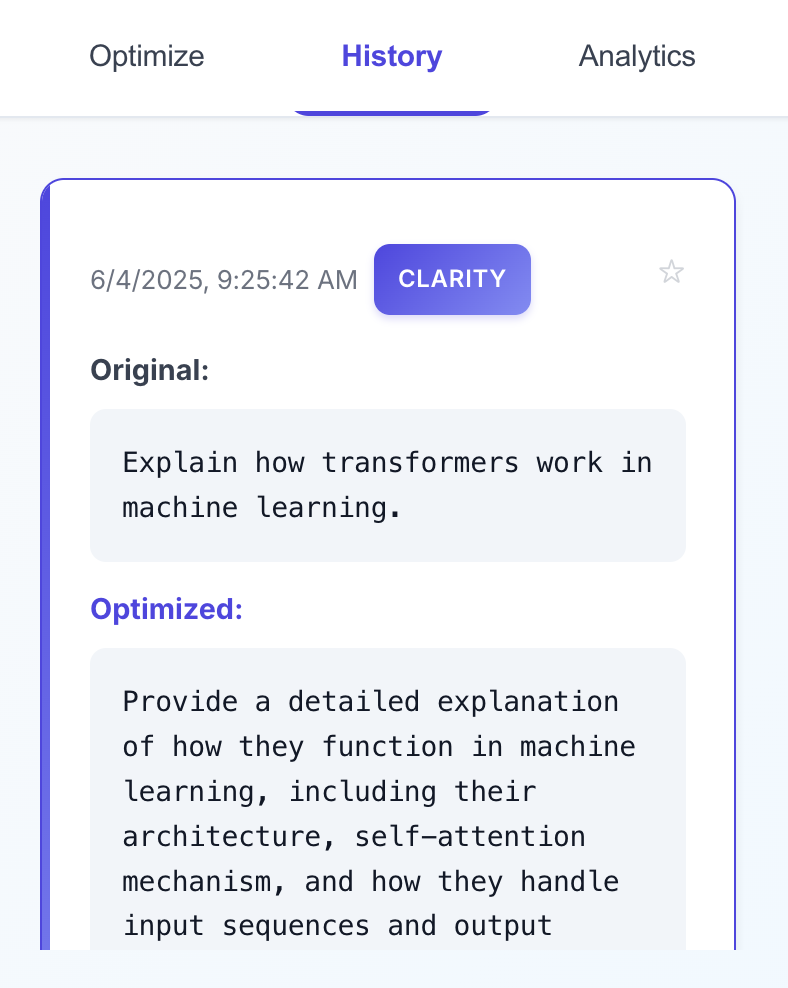 Optimize History Analytics
6/4/2025, 9:25:42 AM CLARITY
Original:
Explain how transformers work in
machine learning.
Optimized:
Provide a detailed explanation
of how they function in machine
learning, including their
architecture, self-attention
mechanism, and how they handle
input sequences and output